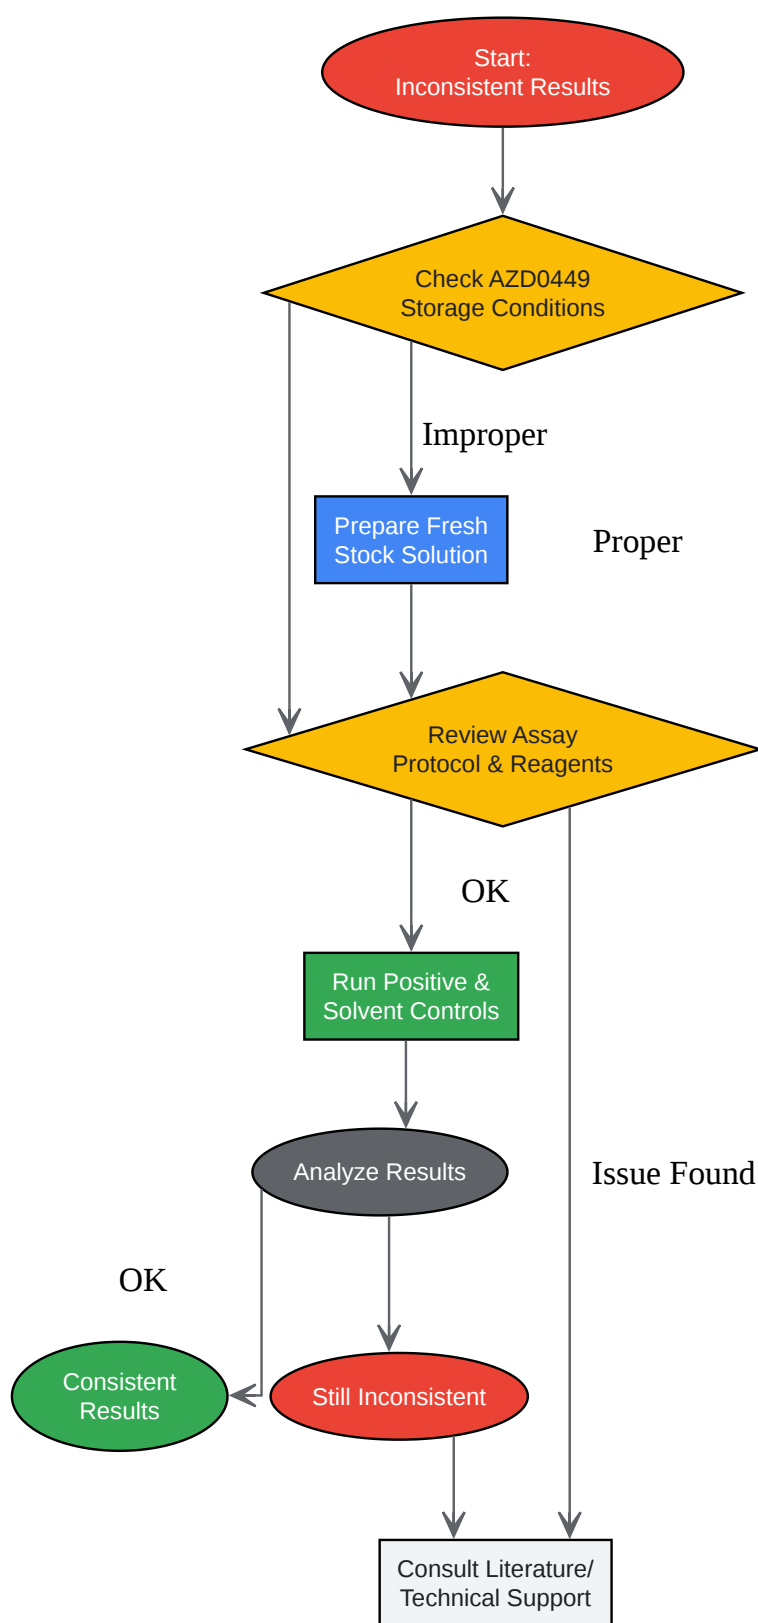 Start:
Inconsistent Results
Check AZD0449
Storage Conditions
Improper
Prepare Fresh
Stock Solution
Proper
Review Assay
Protocol & Reagents
OK
Run Positive &
Solvent Controls
Analyze Results
Issue Found
OK
Consistent
Results
Still Inconsistent
Consult Literature/
Technical Support